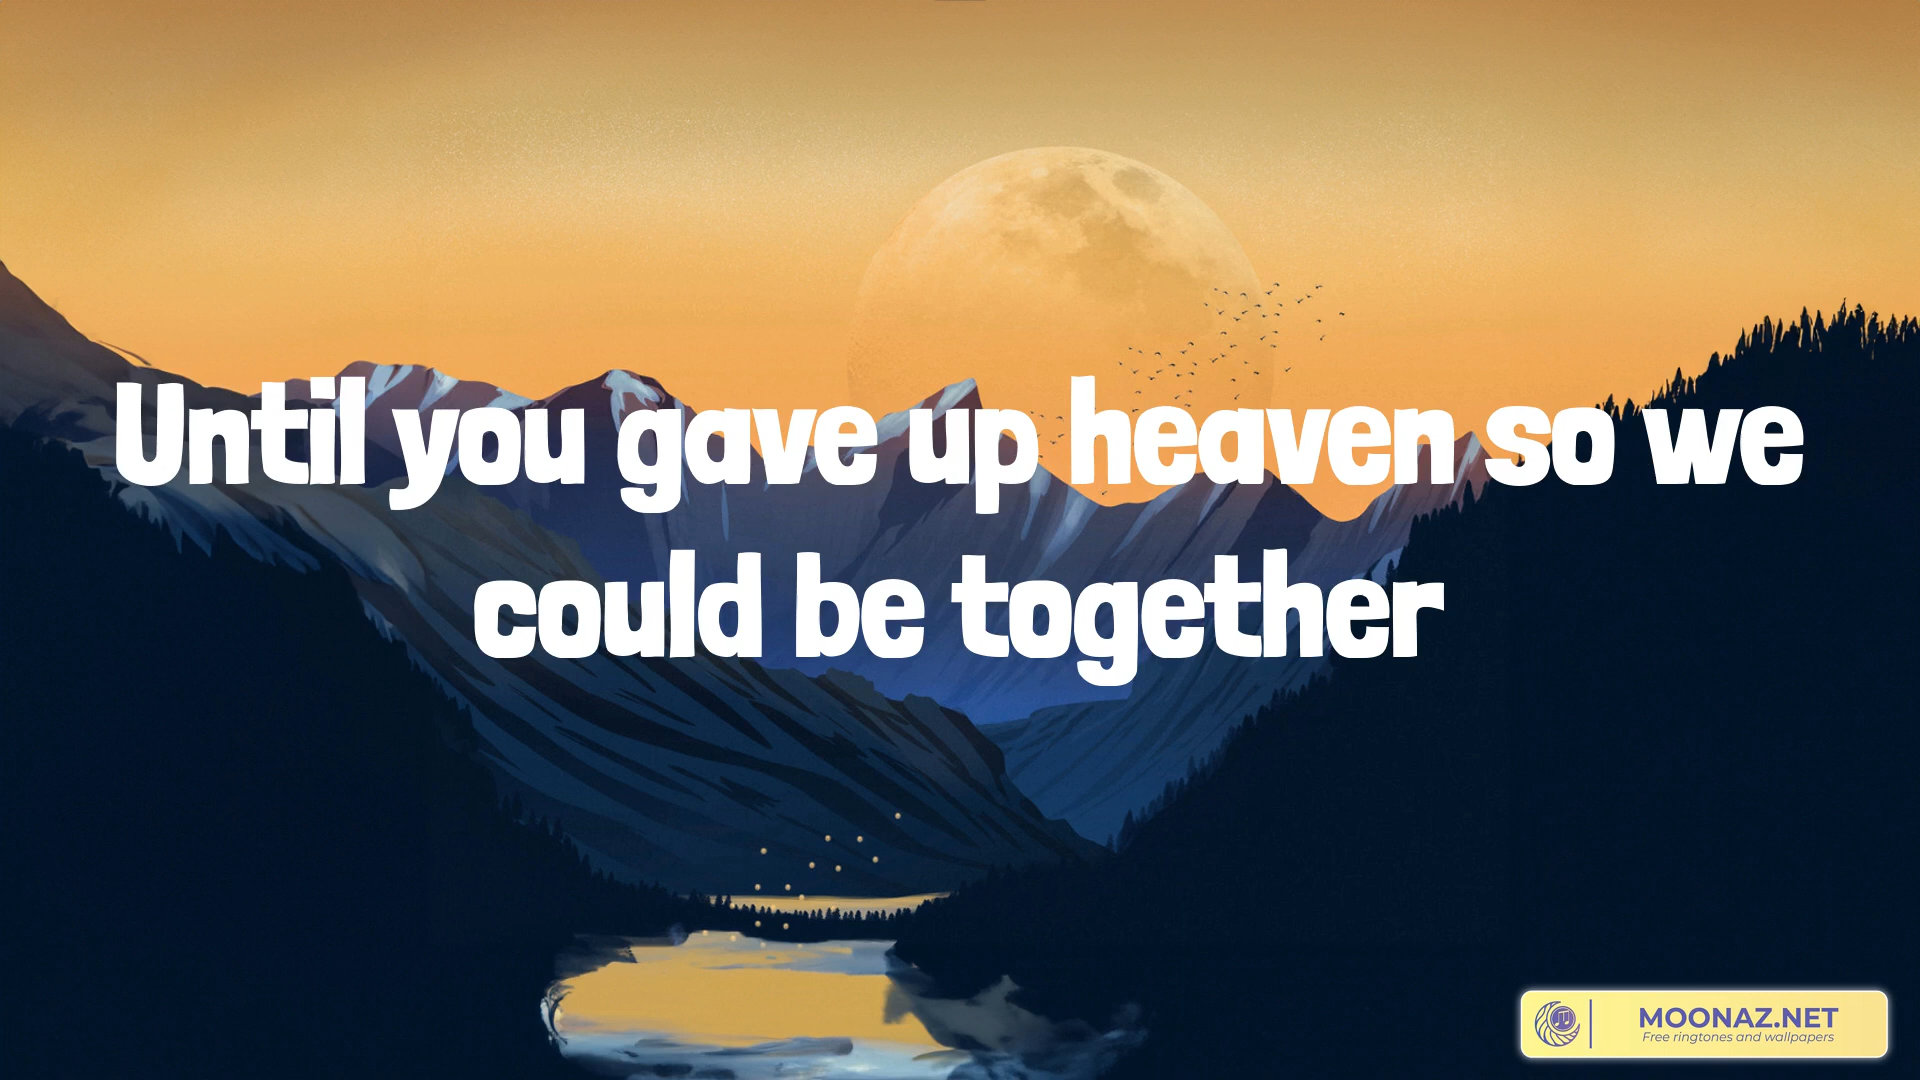 Until you gave up heaven so we
could be together
MOONAZ.NET
Free ringtones and wallpapers